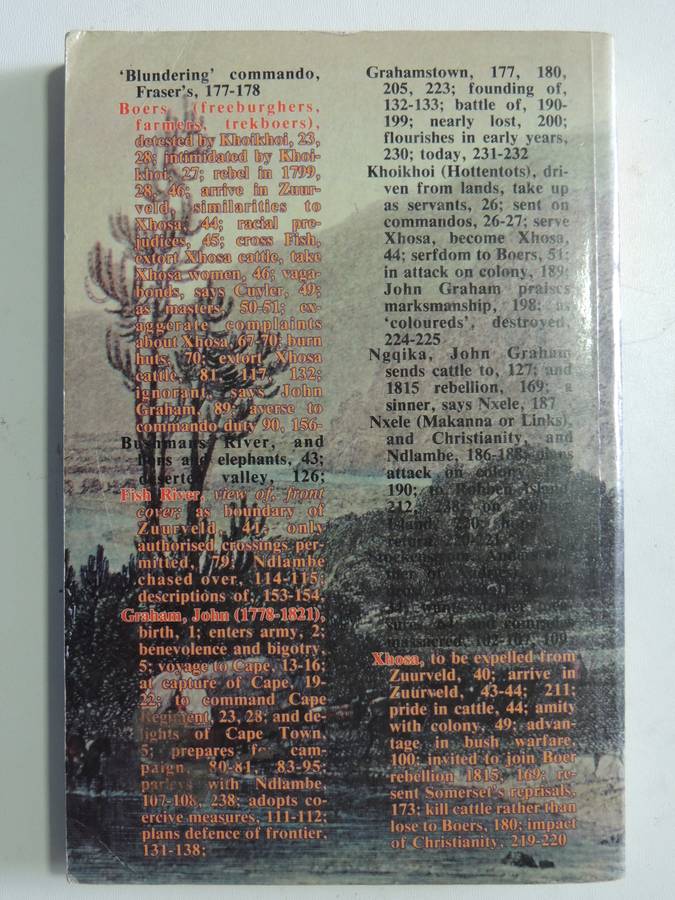 'Blundering' commando,
Fraser's, 177-178
Boers (freeburghers,
farmers, trekboers),
detested by Khoikhoi, 23,
28; intimidated by Khoi-
khoi, 27; rebel in 1799,
28, 46; arrive in Zuur-
veld, similarities to
Xhosa, 44; racial pre-
judices, 45; cross Fish,
extort Xhosa cattle, take
Xhosa women, 46; vaga-
bonds, says Cuyler, 49;
as masters, 50-51; ex-
aggerate complaints
about Xhosa, 67-70; burn
huts, 70; extort Xhosa
cattle, 81, 117, 132;
ignorant, says John
Graham, 89; averse to
commando duty 90, 156-
Bushmans River, and
lions and elephants, 43;
deserted valley, 126;
Fish River, view of, front
cover; as boundary of
Zuurveld, 41; only
authorised crossings per-
mitted, 79; Ndlambe
chased over, 114-115;
descriptions of, 153-154
Graham, John (1778-1821),
birth, 1; enters army, 2;
benevolence and bigotry,
5; voyage to Cape, 13-16;
at capture of Cape, 19-
22; to command Cape
Regiment, 23, 28; and de-
lights of Cape Town,
5; prepares for cam-
paign, 80-81, 83-95;
parleys with Ndlambe,
107-108, 238; adopts co-
ercive measures, 111-112;
plans defence of frontier,
131-138;
Grahamstown, 177, 180,
205, 223; founding of,
132-133; battle of, 190-
199; nearly lost, 200;
flourishes in early years,
230; today, 231-232
Khoikhoi (Hottentots), dri-
ven from lands, take up
as servants, 26; sent on
commandos, 26-27; serve
Xhosa, become Xhosa,
44; serfdom to Boers, 51;
in attack on colony, 189;
John Graham praises
marksmanship, 198; as
'coloureds', destroyed,
224-225
Ngqika, John Graham
sends cattle to, 127; and
1815 rebellion, 169; a
sinner, says Nxele, 187
Nxele (Makanna or Links),
and Christianity, and
Ndlambe, 186-188; plans
attack on colony,
190; to Robben Island,
212
massacred, 102-107, 109
Xhosa, to be expelled from
Zuurveld, 40; arrive in
Zuurveld, 43-44; 211;
pride in cattle, 44; amity
with colony, 49; advan-
tage in bush warfare,
100; invited to join Boer
rebellion 1815, 169; re-
sent Somerset's reprisals,
173; kill cattle rather than
lose to Boers, 180; impact
of Christianity, 219-220